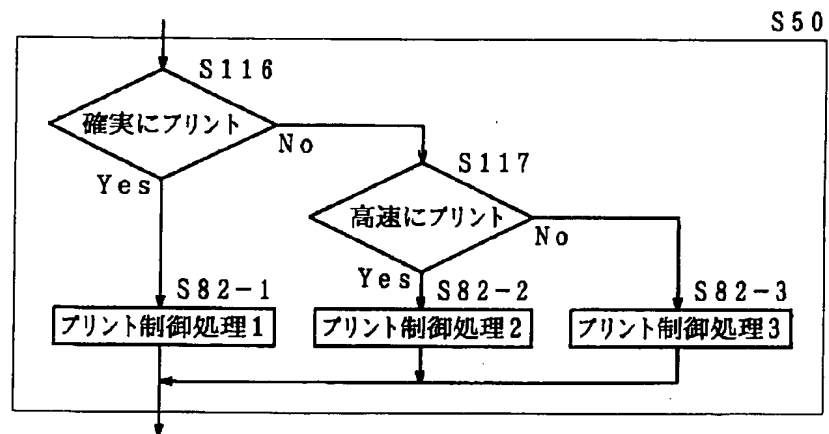 S50
S116
確実にプリント
No
Yes
S117
高速にプリント
No
Yes
S82-1
S82-2
S82-3
プリント制御処理1
プリント制御処理2
プリント制御処理3